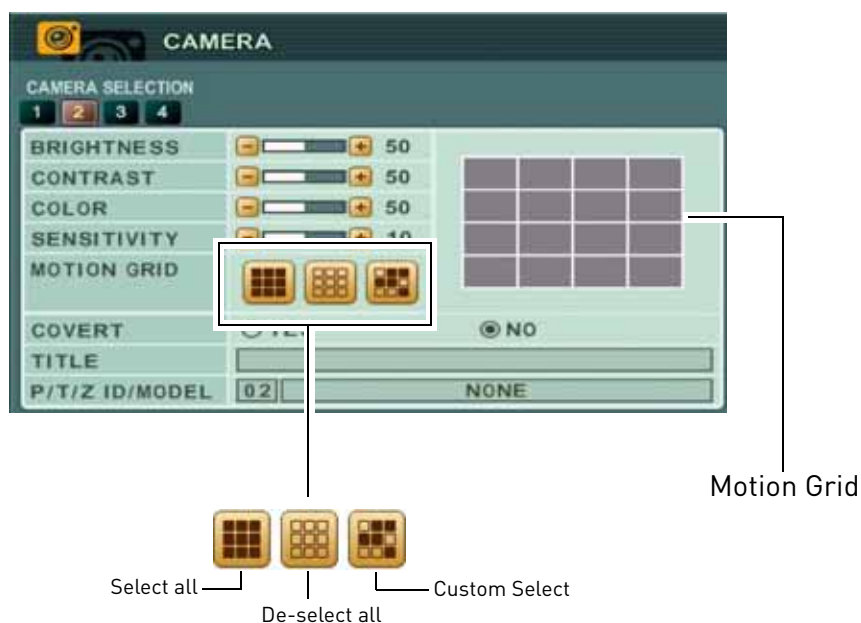 CAMERA
CAMERA SELECTION
1 2 3 4
BRIGHTNESS 50
CONTRAST 50
COLOR 50
SENSITIVITY 10
MOTION GRID
COVERT NO
TITLE
P/T/Z ID/MODEL 02 NONE
Motion Grid
Select all
De-select all
Custom Select